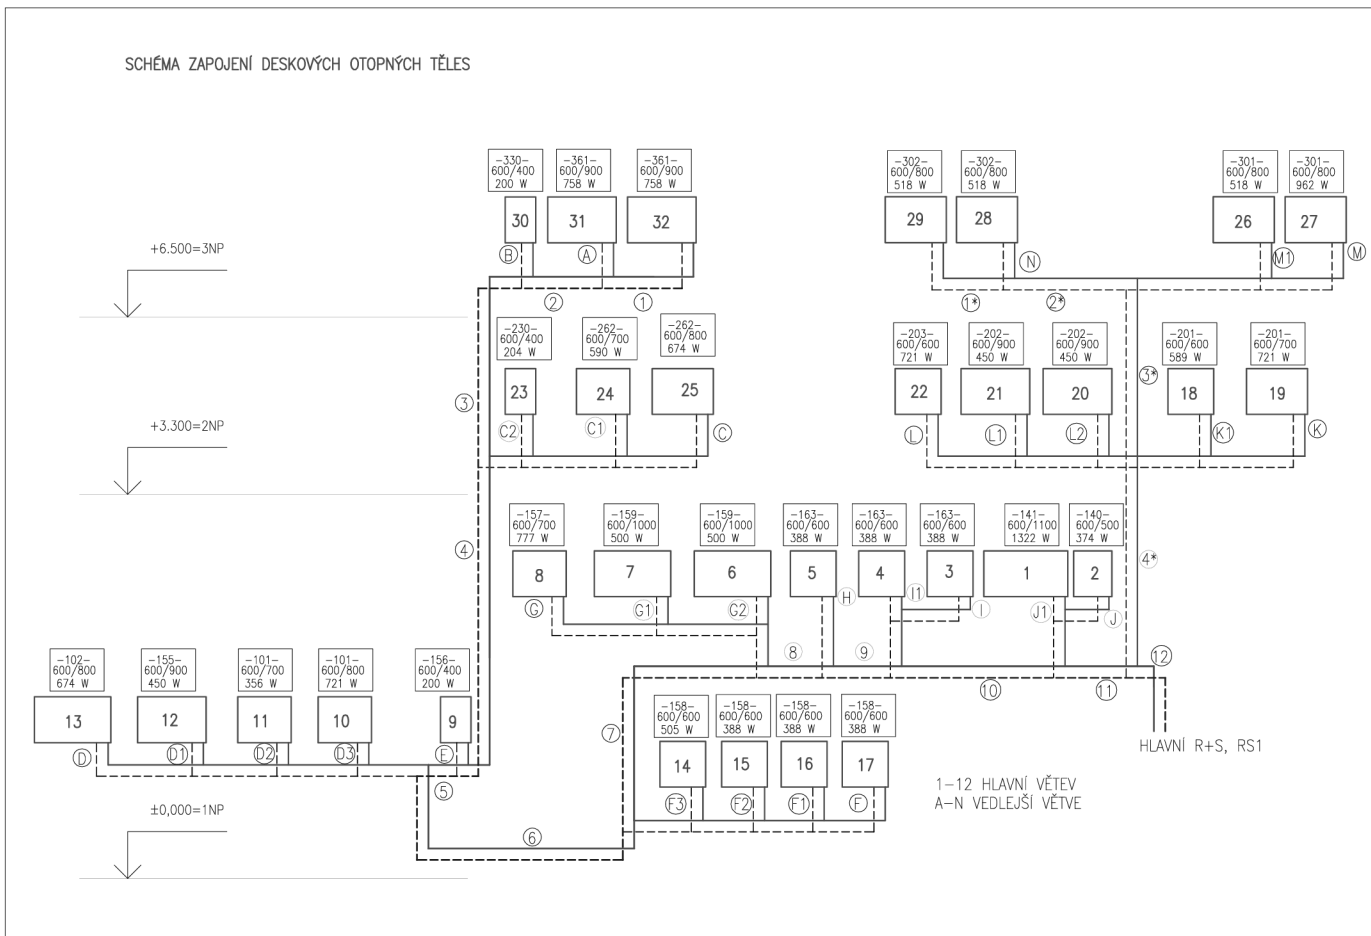 SCHÉMA ZAPOJENÍ DESKOVÝCH OTOPNÝCH TĚLES
-330-
600/400
200 W
-361-
600/900
758 W
-361-
600/900
758 W
-302-
600/800
518 W
-302-
600/800
518 W
-301-
600/800
518 W
-301-
600/800
962 W
30
31
32
29
28
26
27
+6.500=3NP
B
A
N
M1
M
2
1
1*
2*
-230-
600/400
204 W
-262-
600/700
590 W
-262-
600/800
674 W
-203-
600/600
721 W
-202-
600/900
450 W
-202-
600/900
450 W
-201-
600/600
589 W
-201-
600/700
721 W
3*
23
24
25
22
21
20
18
19
3
+3.300=2NP
C2
C1
C
L
L1
L2
K1
K
-157-
600/700
777 W
-159-
600/1000
500 W
-159-
600/1000
500 W
-163-
600/600
388 W
-163-
600/600
388 W
-163-
600/600
388 W
-141-
600/1100
1322 W
-140-
600/500
374 W
4
4*
8
7
6
5
4
3
1
2
G
G1
G2
H
I1
I
J1
J
8
9
12
10
11
-102-
600/800
674 W
-155-
600/900
450 W
-101-
600/700
356 W
-101-
600/800
721 W
-156-
600/400
200 W
13
12
11
10
9
D
D1
D2
D3
E
7
-158-
600/600
505 W
-158-
600/600
388 W
-158-
600/600
388 W
-158-
600/600
388 W
14
15
16
17
HLAVNÍ R+S, RS1
5
1-12 HLAVNÍ VĚTEV
A-N VEDLEJŠÍ VĚTVE
F3
F2
F1
F
±0,000=1NP
6